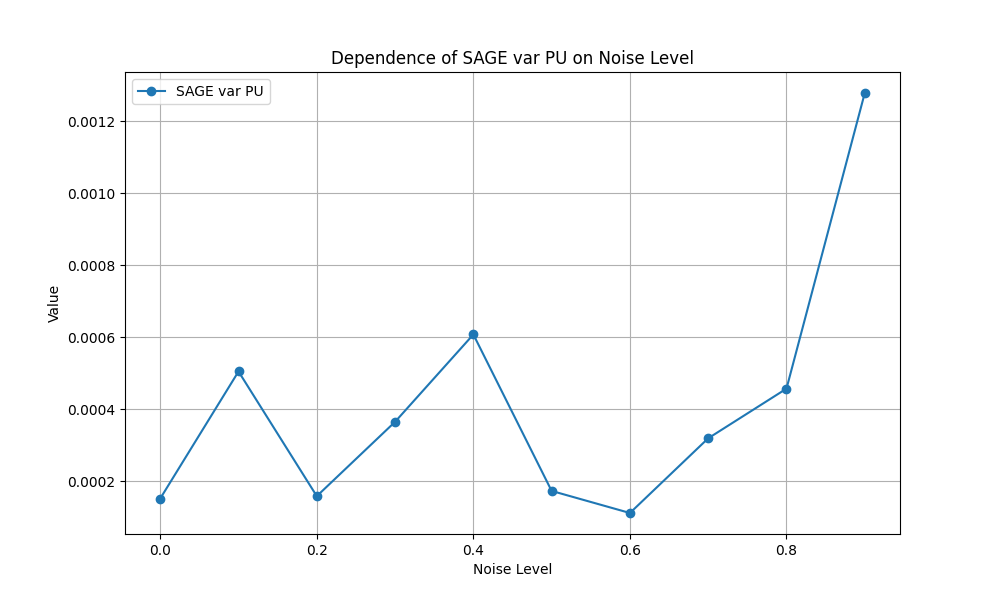 Dependence of SAGE var PU on Noise Level
SAGE var PU
0.0012
0.0010
0.0008
0.0006
0.0004
0.0002
Value
0.0 0.2 0.4 0.6 0.8
Noise Level